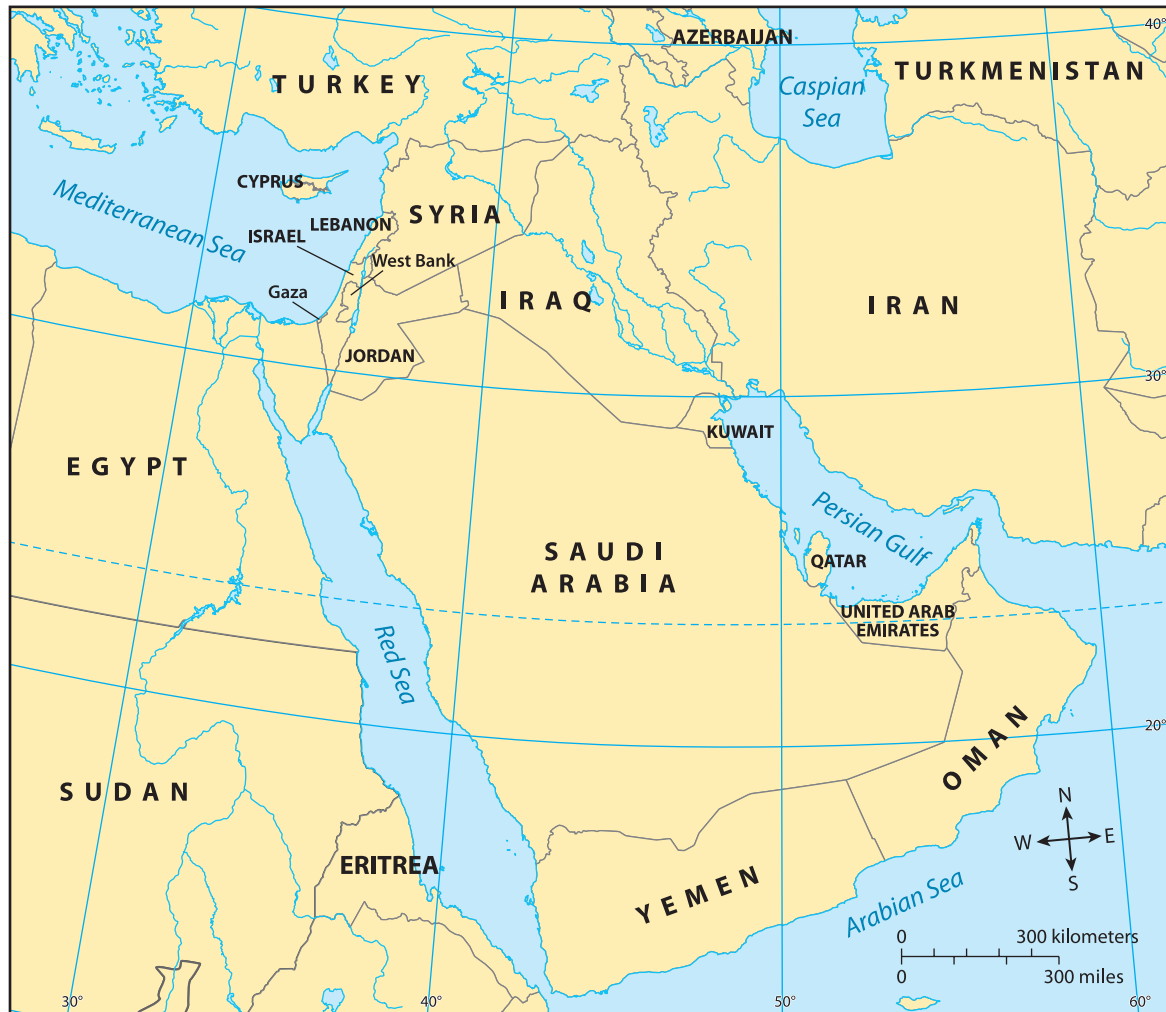 40°
AZERBAIJAN
TURKEY
TURKMENISTAN
Caspian
Sea
CYPRUS
Mediterranean Sea
LEBANON
SYRIA
ISRAEL
West Bank
Gaza
IRAQ
IRAN
JORDAN
30°
KUWAIT
EGYPT
Persian Gulf
SAUDI
ARABIA
QATAR
UNITED ARAB
EMIRATES
Red Sea
20°
OMAN
SUDAN
N
W
E
S
ERITREA
YEMEN
Arabian Sea
0
300 kilometers
0
300 miles
30°
40°
50°
60°